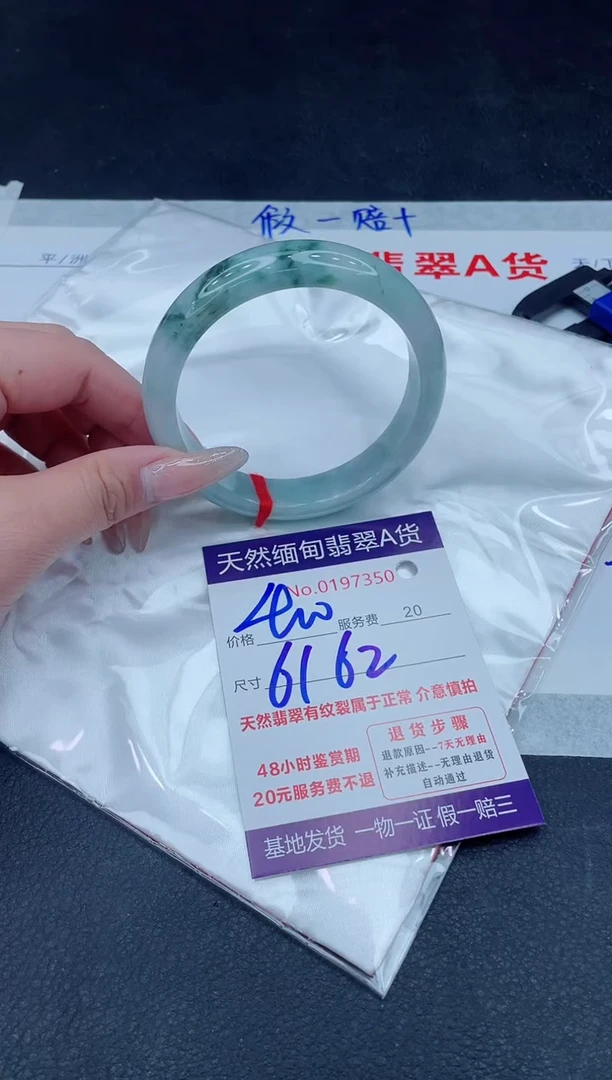 假一赔十
平/洲
翡翠A货
天然缅甸翡翠A货
No.0197350
价格 400 服务费 20
尺寸 6162
天然翡翠有纹裂属于正常 介意慎拍
48小时鉴赏期
20元服务费不退
退货步骤
退款原因--7天无理由
补充描述--无理由退货
自动通过
基地发货 一物一证 假一赔三